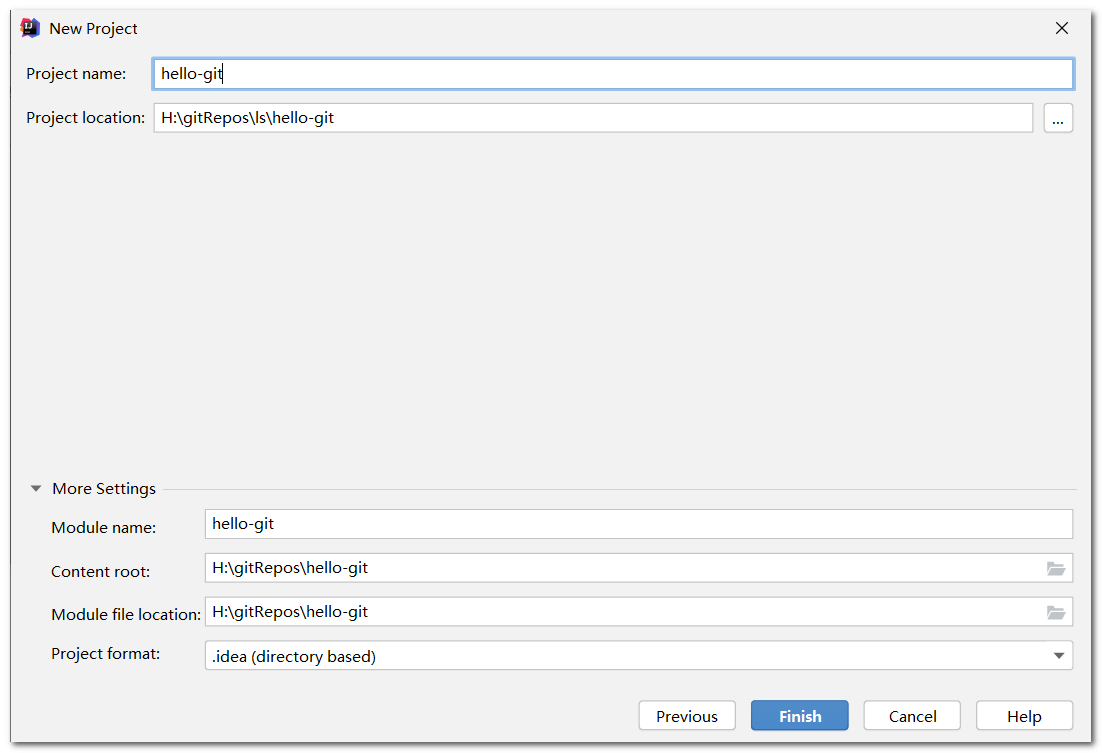 New Project
Project name: hello-git
Project location: H:\gitRepos\ls\hello-git ...
More Settings
Module name: hello-git
Content root: H:\gitRepos\hello-git
Module file location: H:\gitRepos\hello-git
Project format: .idea (directory based)
Previous Finish Cancel Help